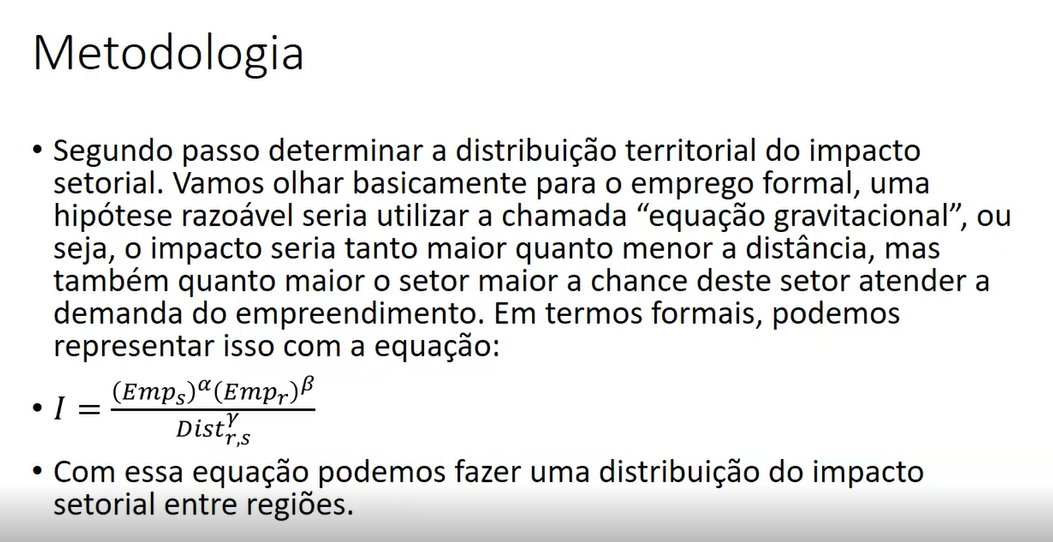 Metodologia
• Segundo passo determinar a distribuição territorial do impacto
setorial. Vamos olhar basicamente para o emprego formal, uma
hipótese razoável seria utilizar a chamada “equação gravitacional”, ou
seja, o impacto seria tanto maior quanto menor a distância, mas
também quanto maior o setor maior a chance deste setor atender a
demanda do empreendimento. Em termos formais, podemos
representar isso com a equação:
• I = \frac{(Emp_s)^α(Emp_r)^β}{Dist_{r,s}^γ}
• Com essa equação podemos fazer uma distribuição do impacto
setorial entre regiões.